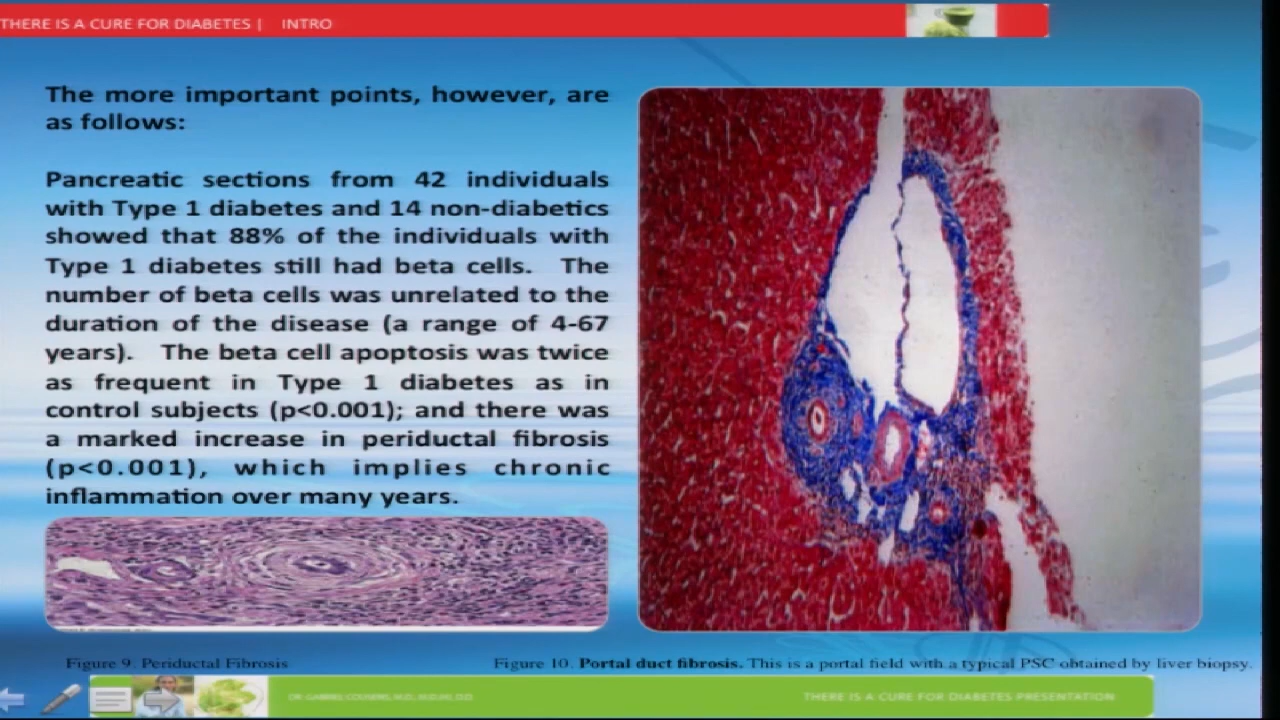 THERE IS A CURE FOR DIABETES | INTRO
The more important points, however, are
as follows:
Pancreatic sections from 42 individuals
with Type 1 diabetes and 14 non-diabetics
showed that 88% of the individuals with
Type 1 diabetes still had beta cells. The
number of beta cells was unrelated to the
duration of the disease (a range of 4-67
years). The beta cell apoptosis was twice
as frequent in Type 1 diabetes as in
control subjects (p<0.001); and there was
a marked increase in periductal fibrosis
(p<0.001), which implies chronic
inflammation over many years.
Figure 9. Periductal Fibrosis
Figure 10. Portal duct fibrosis. This is a portal field with a typical PSC obtained by liver biopsy.
DR. GABRIEL COUSENS, M.D., M.D.(H), D.D
THERE IS A CURE FOR DIABETES PRESENTATION